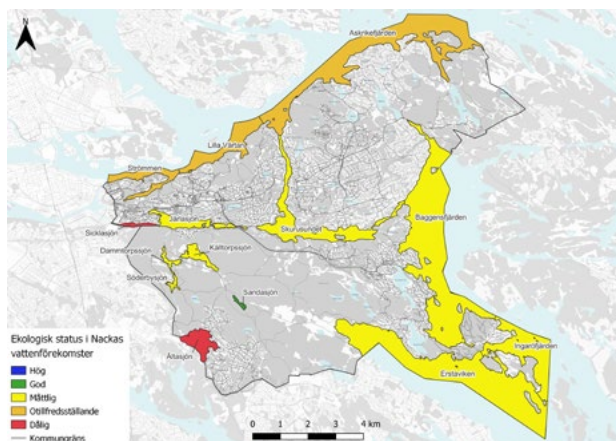 N
Askrikefjärden
Lilla Värtan
Strömmen
Sicklasjön
Järlasjön
Skurusundet
Baggensfjärden
Dammtorpssjön
Källtorpssjön
Söderbysjön
Sandasjön
Ältasjön
Ingaröfjärden
Erstaviken
Ekologisk status i Nackas
vattenförekomster
Hög
God
Måttlig
Otillfredsställande
Dålig
Kommungräns
0 1 2 3 4 km